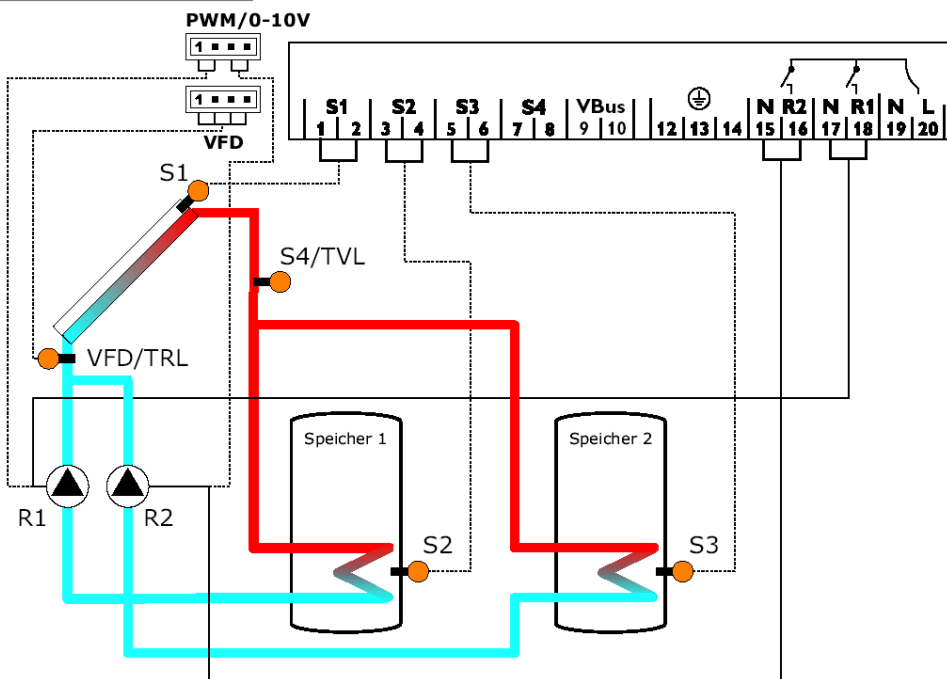 PWM/0-10V
1
1
VFD
S1 S2 S3 S4 VBus N R2 N R1 N L
1 2 3 4 5 6 7 8 9 10 12 13 14 15 16 17 18 19 20
S1
S4/TVL
VFD/TRL
Speicher 1
Speicher 2
R1
R2
S2
S3